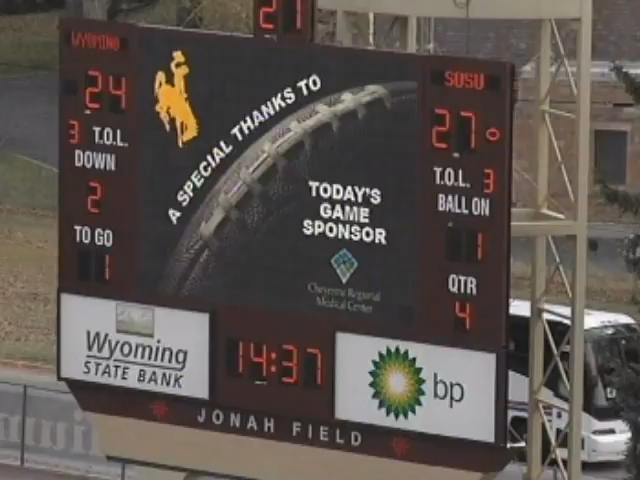 21
WYOMING
SDSU
24
27
3 T.O.L.
T.O.L. 3
DOWN
2
TO GO
1
BALL ON
1
QTR
4
A SPECIAL THANKS TO
TODAY'S
GAME
SPONSOR
Cheyenne Regional
Medical Center
Wyoming
STATE BANK
14:37
bp
JONAH FIELD